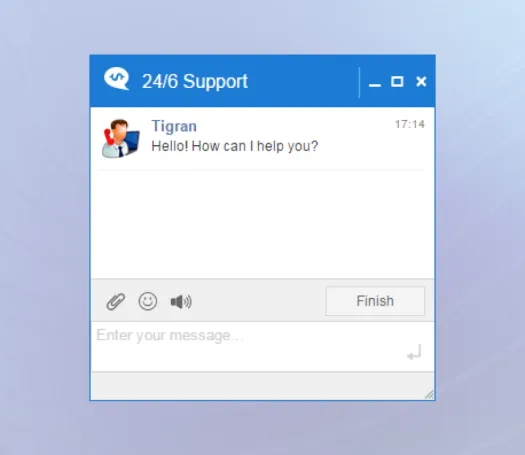 24/6 Support
Tigran
17:14
Hello! How can I help you?
Finish
Enter your message...